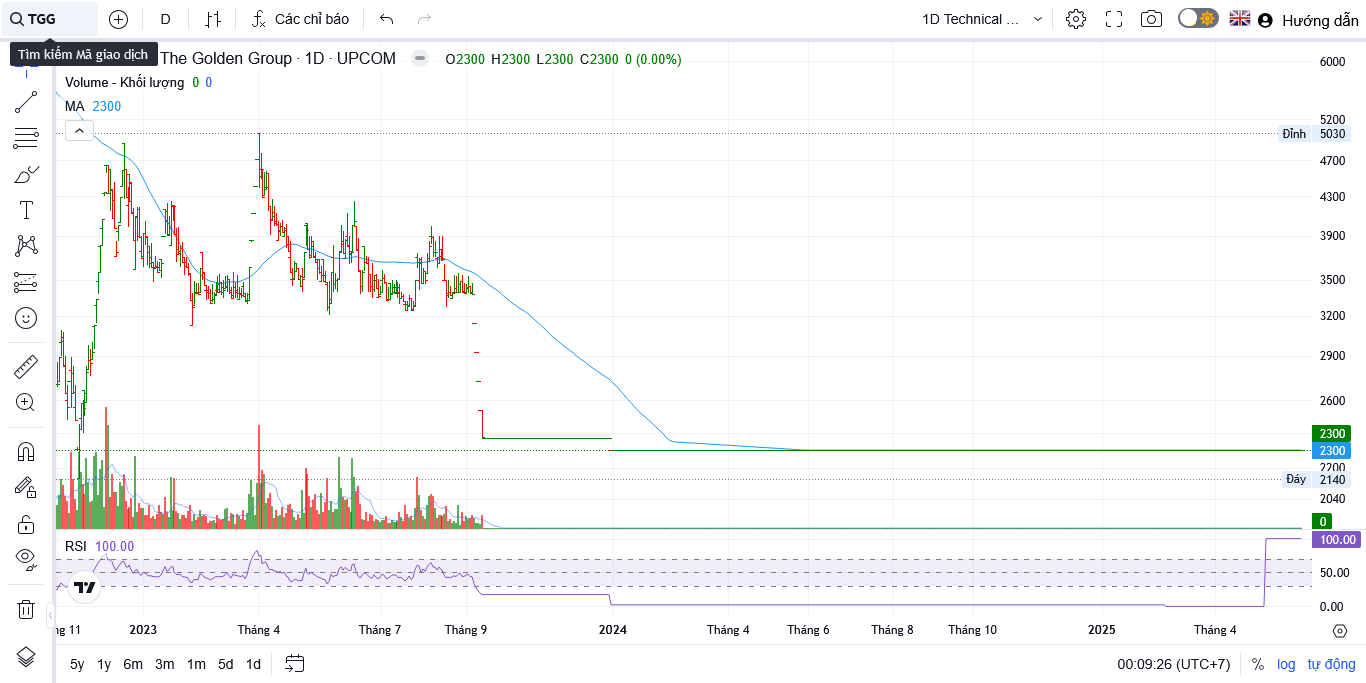 TGG D Các chỉ báo 1D Technical ... Hướng dẫn
Tìm kiếm Mã giao dịch
The Golden Group · 1D · UPCOM O2300 H2300 L2300 C2300 0 (0.00%)
Volume - Khối lượng 0 0
MA 2300
6000
5200
Đỉnh 5030
4700
4300
3900
3500
3200
2900
2600
2300
2300
2200
Đáy 2140
2040
0
RSI 100.00
100.00
50.00
0.00
ng 11 2023 Tháng 4 Tháng 7 Tháng 9 2024 Tháng 4 Tháng 6 Tháng 8 Tháng 10 2025 Tháng 4
5y 1y 6m 3m 1m 5d 1d 00:09:26 (UTC+7) % log tự động